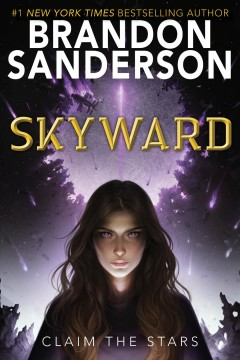 #1 NEW YORK TIMES BESTSELLING AUTHOR
BRANDON
SANDERSON
SKYWARD
CLAIM THE STARS